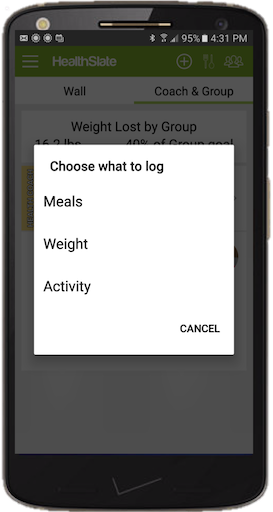 4:31 PM
HealthSlate
Wall Coach & Group
Weight Lost by Group
16.2 lbs 40% of Group goal
Choose what to log
Meals
Weight
Activity
CANCEL